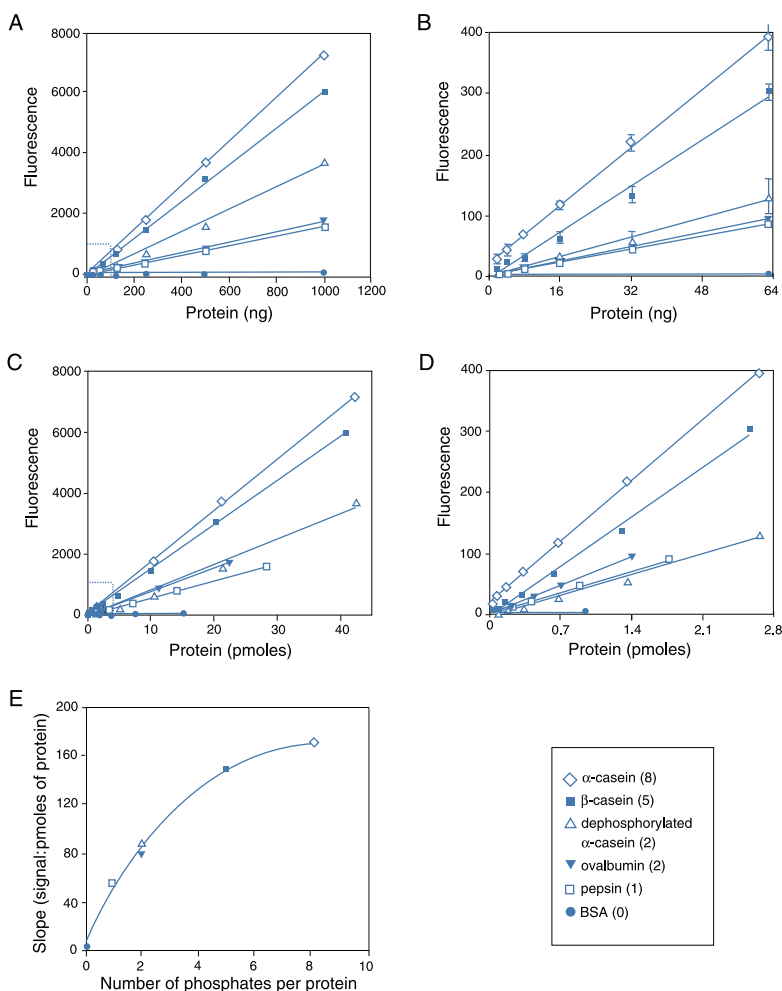 A
Fluorescence
8000
6000
4000
2000
0
0 200 400 600 800 1000 1200
Protein (ng)
B
Fluorescence
400
300
200
100
0
0 16 32 48 64
Protein (ng)
C
Fluorescence
8000
6000
4000
2000
0
0 10 20 30 40
Protein (pmoles)
D
Fluorescence
400
300
200
100
0
0 0.7 1.4 2.1 2.8
Protein (pmoles)
E
Slope (signal:pmoles of protein)
200
160
120
80
40
0
0 2 4 6 8 10
Number of phosphates per protein
α-casein (8)
β-casein (5)
dephosphorylated
α-casein (2)
ovalbumin (2)
pepsin (1)
BSA (0)